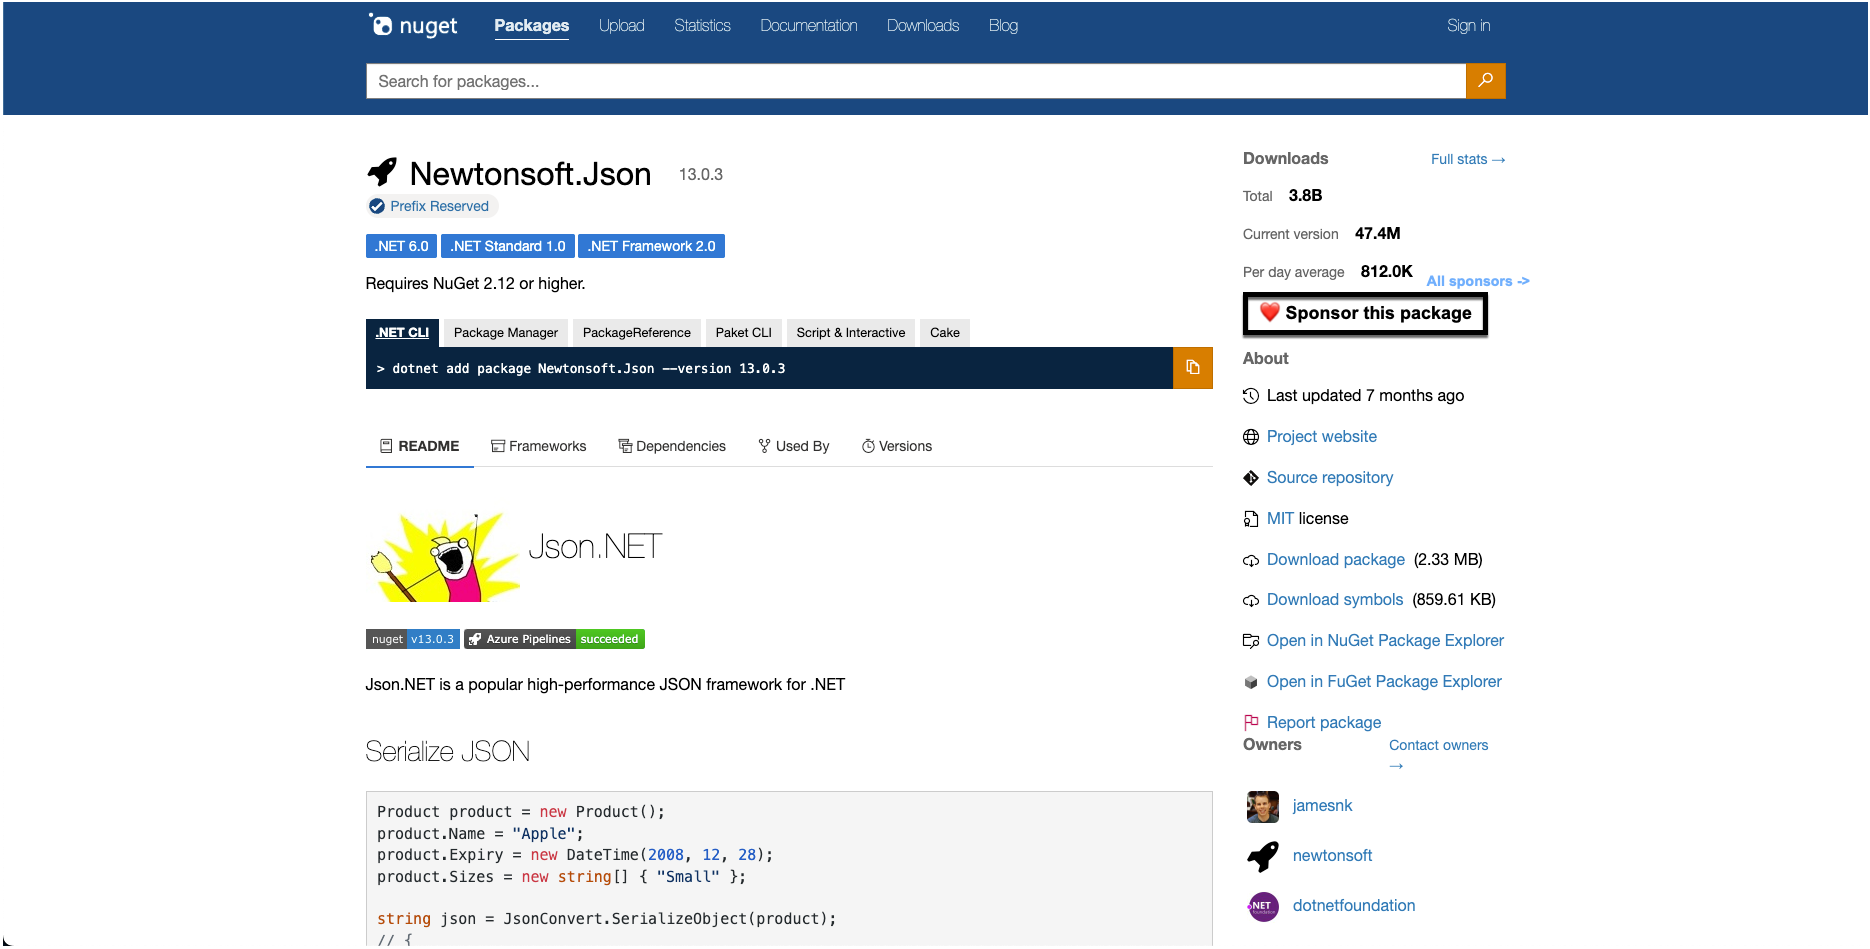 nuget Packages Upload Statistics Documentation Downloads Blog Sign in
Search for packages...
Newtonsoft.Json 13.0.3
Prefix Reserved
.NET 6.0 .NET Standard 1.0 .NET Framework 2.0
Requires NuGet 2.12 or higher.
.NET CLI Package Manager PackageReference Paket CLI Script & Interactive Cake
> dotnet add package Newtonsoft.Json --version 13.0.3
README Frameworks Dependencies Used By Versions
Json.NET
nuget v13.0.3 Azure Pipelines succeeded
Json.NET is a popular high-performance JSON framework for .NET
Serialize JSON
Product product = new Product();
product.Name = "Apple";
product.Expiry = new DateTime(2008, 12, 28);
product.Sizes = new string[] { "Small" };
string json = JsonConvert.SerializeObject(product);
// {
Downloads Full stats →
Total 3.8B
Current version 47.4M
Per day average 812.0K
All sponsors ->
❤️ Sponsor this package
About
Last updated 7 months ago
Project website
Source repository
MIT license
Download package (2.33 MB)
Download symbols (859.61 KB)
Open in NuGet Package Explorer
Open in FuGet Package Explorer
Report package
Owners Contact owners
→
jamesnk
newtonsoft
.NET
foundation
dotnetfoundation